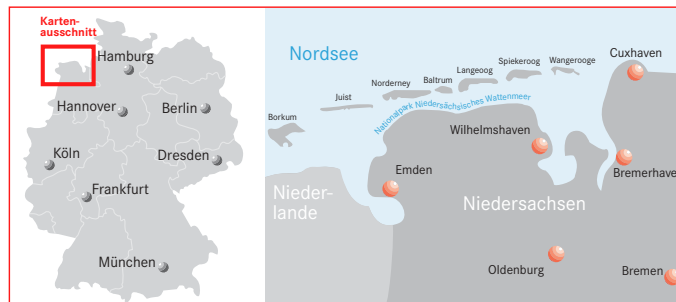 Karten-
ausschnitt
Hamburg
Hannover
Berlin
Köln
Dresden
Frankfurt
München
Nordsee
Cuxhaven
Wangerooge
Spiekeroog
Langeoog
Baltrum
Norderney
Juist
Borkum
Nationalpark Niedersächsisches Wattenmeer
Wilhelmshaven
Emden
Bremerhave
Nieder-
lande
Niedersachsen
Oldenburg
Bremen